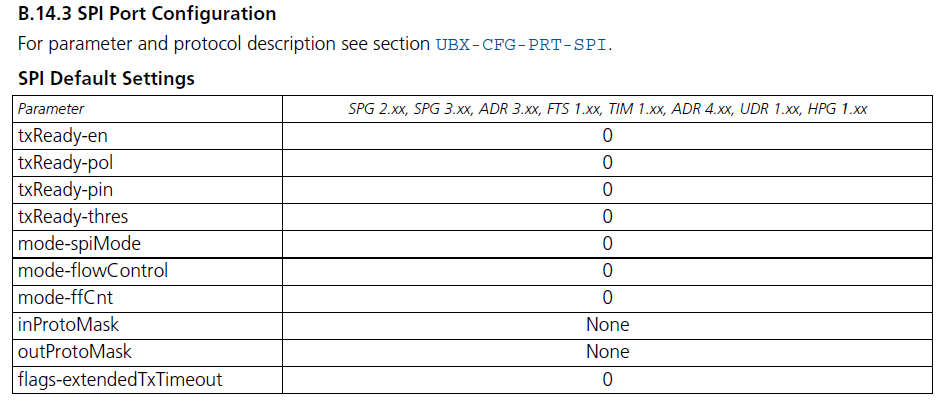 B.14.3 SPI Port Configuration
For parameter and protocol description see section UBX-CFG-PRT-SPI.
SPI Default Settings
Parameter SPG 2.xx, SPG 3.xx, ADR 3.xx, FTS 1.xx, TIM 1.xx, ADR 4.xx, UDR 1.xx, HPG 1.xx
txReady-en 0
txReady-pol 0
txReady-pin 0
txReady-thres 0
mode-spiMode 0
mode-flowControl 0
mode-ffCnt 0
inProtoMask None
outProtoMask None
flags-extendedTxTimeout 0